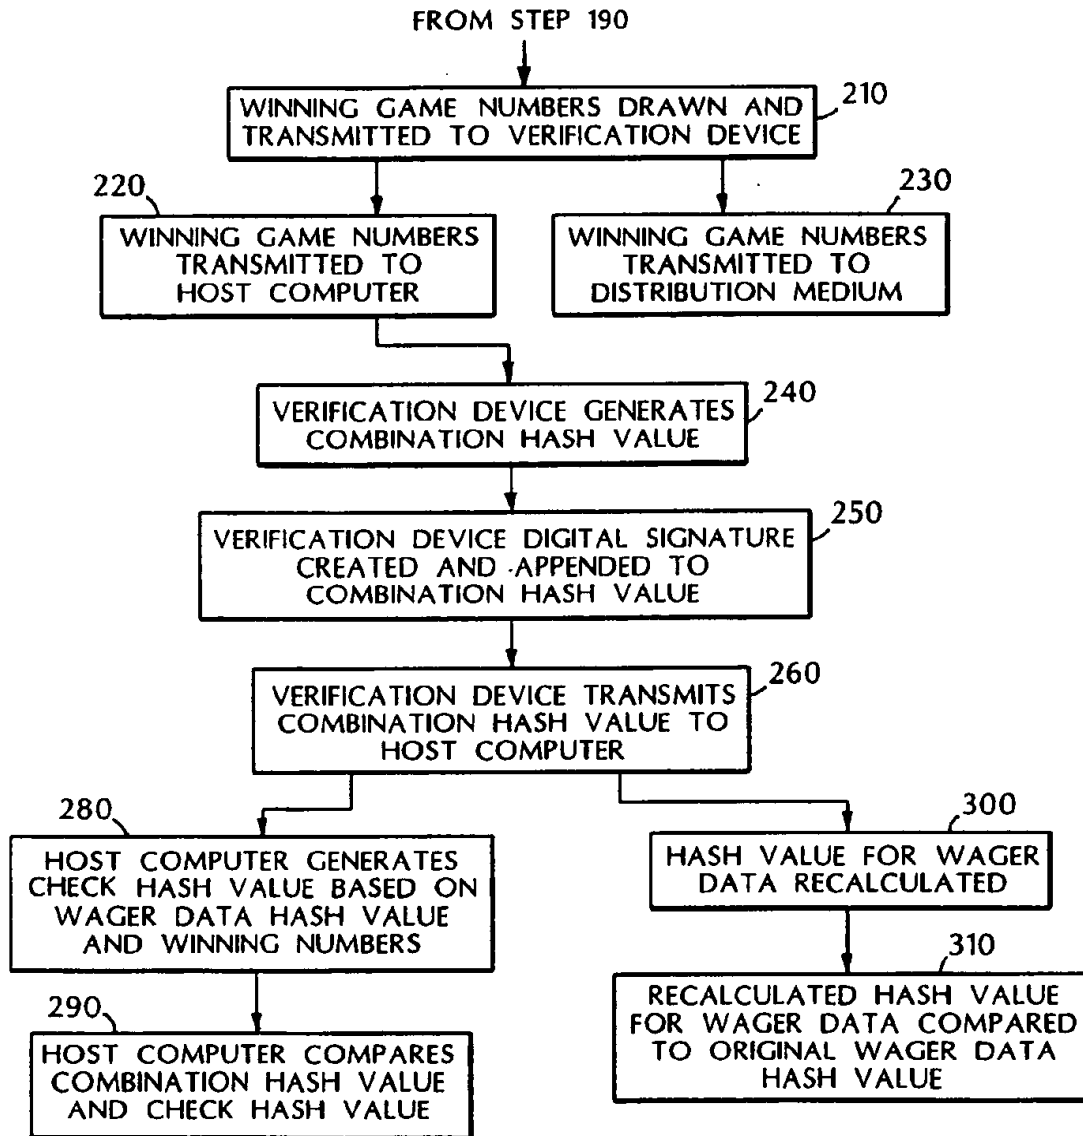 FROM STEP 190
210
WINNING GAME NUMBERS DRAWN AND
TRANSMITTED TO VERIFICATION DEVICE
220
WINNING GAME NUMBERS
TRANSMITTED TO
HOST COMPUTER
230
WINNING GAME NUMBERS
TRANSMITTED TO
DISTRIBUTION MEDIUM
240
VERIFICATION DEVICE GENERATES
COMBINATION HASH VALUE
250
VERIFICATION DEVICE DIGITAL SIGNATURE
CREATED AND APPENDED TO
COMBINATION HASH VALUE
260
VERIFICATION DEVICE TRANSMITS
COMBINATION HASH VALUE TO
HOST COMPUTER
280
HOST COMPUTER GENERATES
CHECK HASH VALUE BASED ON
WAGER DATA HASH VALUE
AND WINNING NUMBERS
290
HOST COMPUTER COMPARES
COMBINATION HASH VALUE
AND CHECK HASH VALUE
300
HASH VALUE FOR WAGER
DATA RECALCULATED
310
RECALCULATED HASH VALUE
FOR WAGER DATA COMPARED
TO ORIGINAL WAGER DATA
HASH VALUE